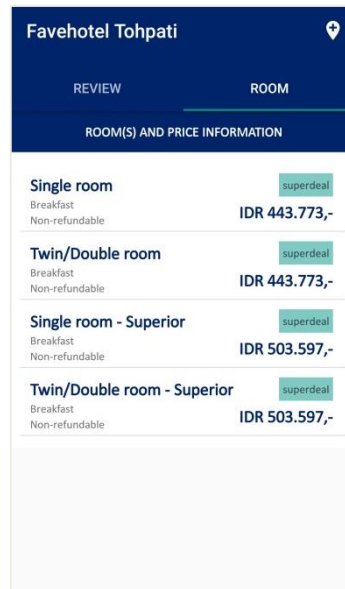 Favehotel Tohpati
REVIEW ROOM
ROOM(S) AND PRICE INFORMATION
Single room superdeal
Breakfast
Non-refundable IDR 443.773,-
Twin/Double room superdeal
Breakfast
Non-refundable IDR 443.773,-
Single room - Superior superdeal
Breakfast
Non-refundable IDR 503.597,-
Twin/Double room - Superior superdeal
Breakfast
Non-refundable IDR 503.597,-